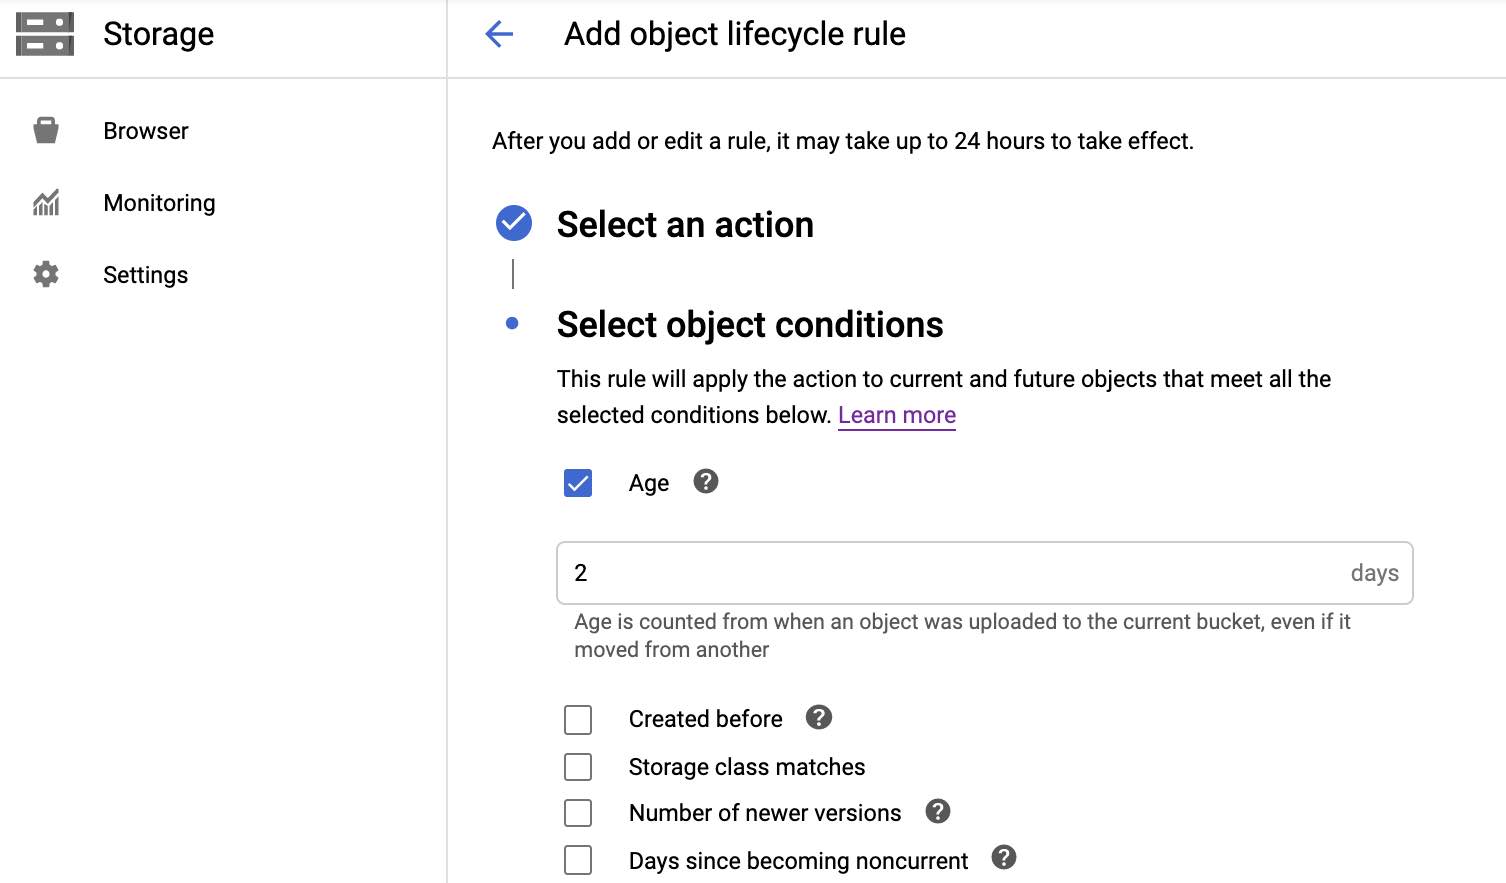 Storage
Add object lifecycle rule
Browser
Monitoring
Settings
After you add or edit a rule, it may take up to 24 hours to take effect.
Select an action
Select object conditions
This rule will apply the action to current and future objects that meet all the
selected conditions below. Learn more
Age
2 days
Age is counted from when an object was uploaded to the current bucket, even if it
moved from another
Created before
Storage class matches
Number of newer versions
Days since becoming noncurrent